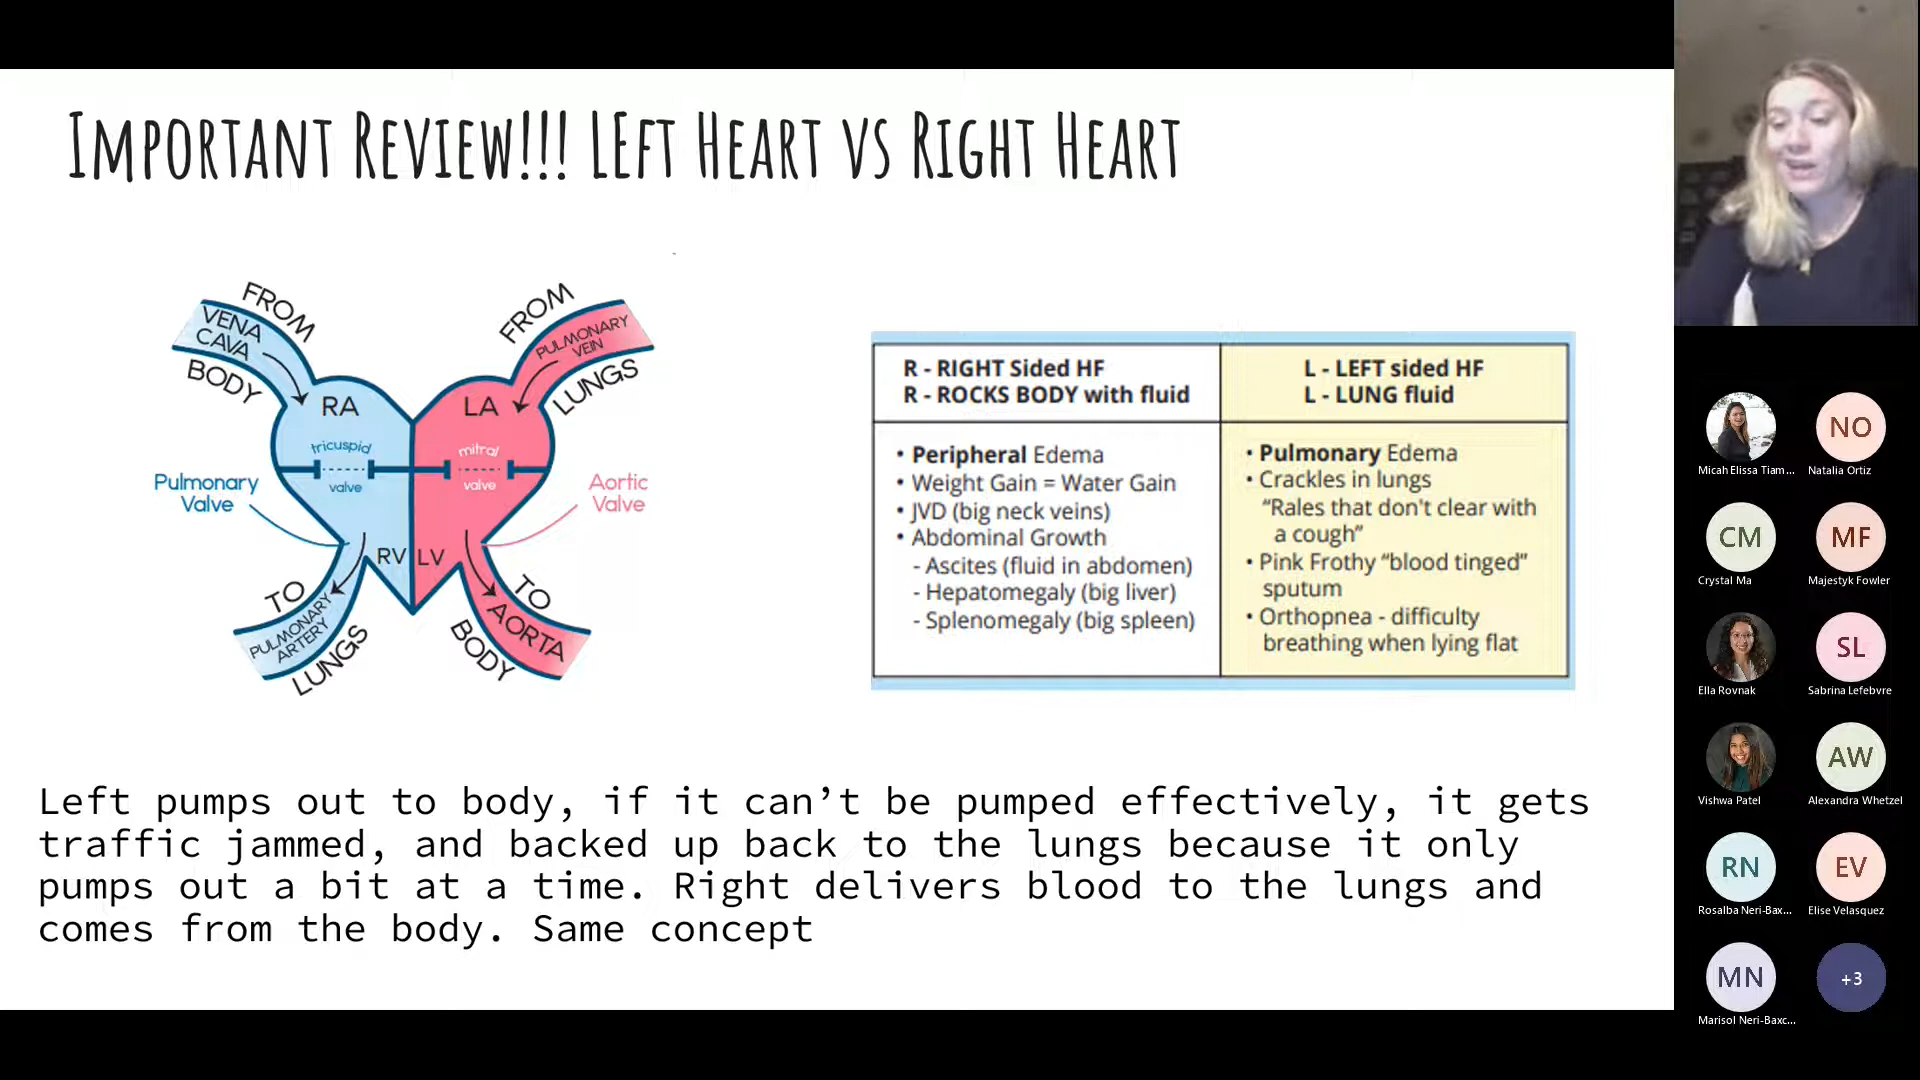 Important Review!!! Left Heart vs Right Heart
FROM
VENA
CAVA
BODY
FROM
PULMONARY
VEIN
LUNGS
RA
LA
tricuspid
valve
mitral
valve
Pulmonary
Valve
Aortic
Valve
RV
LV
TO
PULMONARY
ARTERY
LUNGS
TO
AORTA
BODY
R - RIGHT Sided HF
R - ROCKS BODY with fluid
• Peripheral Edema
• Weight Gain = Water Gain
• JVD (big neck veins)
• Abdominal Growth
- Ascites (fluid in abdomen)
- Hepatomegaly (big liver)
- Splenomegaly (big spleen)
L - LEFT sided HF
L - LUNG fluid
• Pulmonary Edema
• Crackles in lungs
“Rales that don't clear with
a cough”
• Pink Frothy “blood tinged”
sputum
• Orthopnea - difficulty
breathing when lying flat
Left pumps out to body, if it can’t be pumped effectively, it gets
traffic jammed, and backed up back to the lungs because it only
pumps out a bit at a time. Right delivers blood to the lungs and
comes from the body. Same concept
Micah Elissa Tiam...
NO
Natalia Ortiz
CM
Crystal Ma
MF
Majestyk Fowler
Ella Rovnak
SL
Sabrina Lefebvre
Vishwa Patel
AW
Alexandra Whetzel
RN
Rosalba Neri-Bax...
EV
Elise Velasquez
MN
Marisol Neri-Baxc...
+3